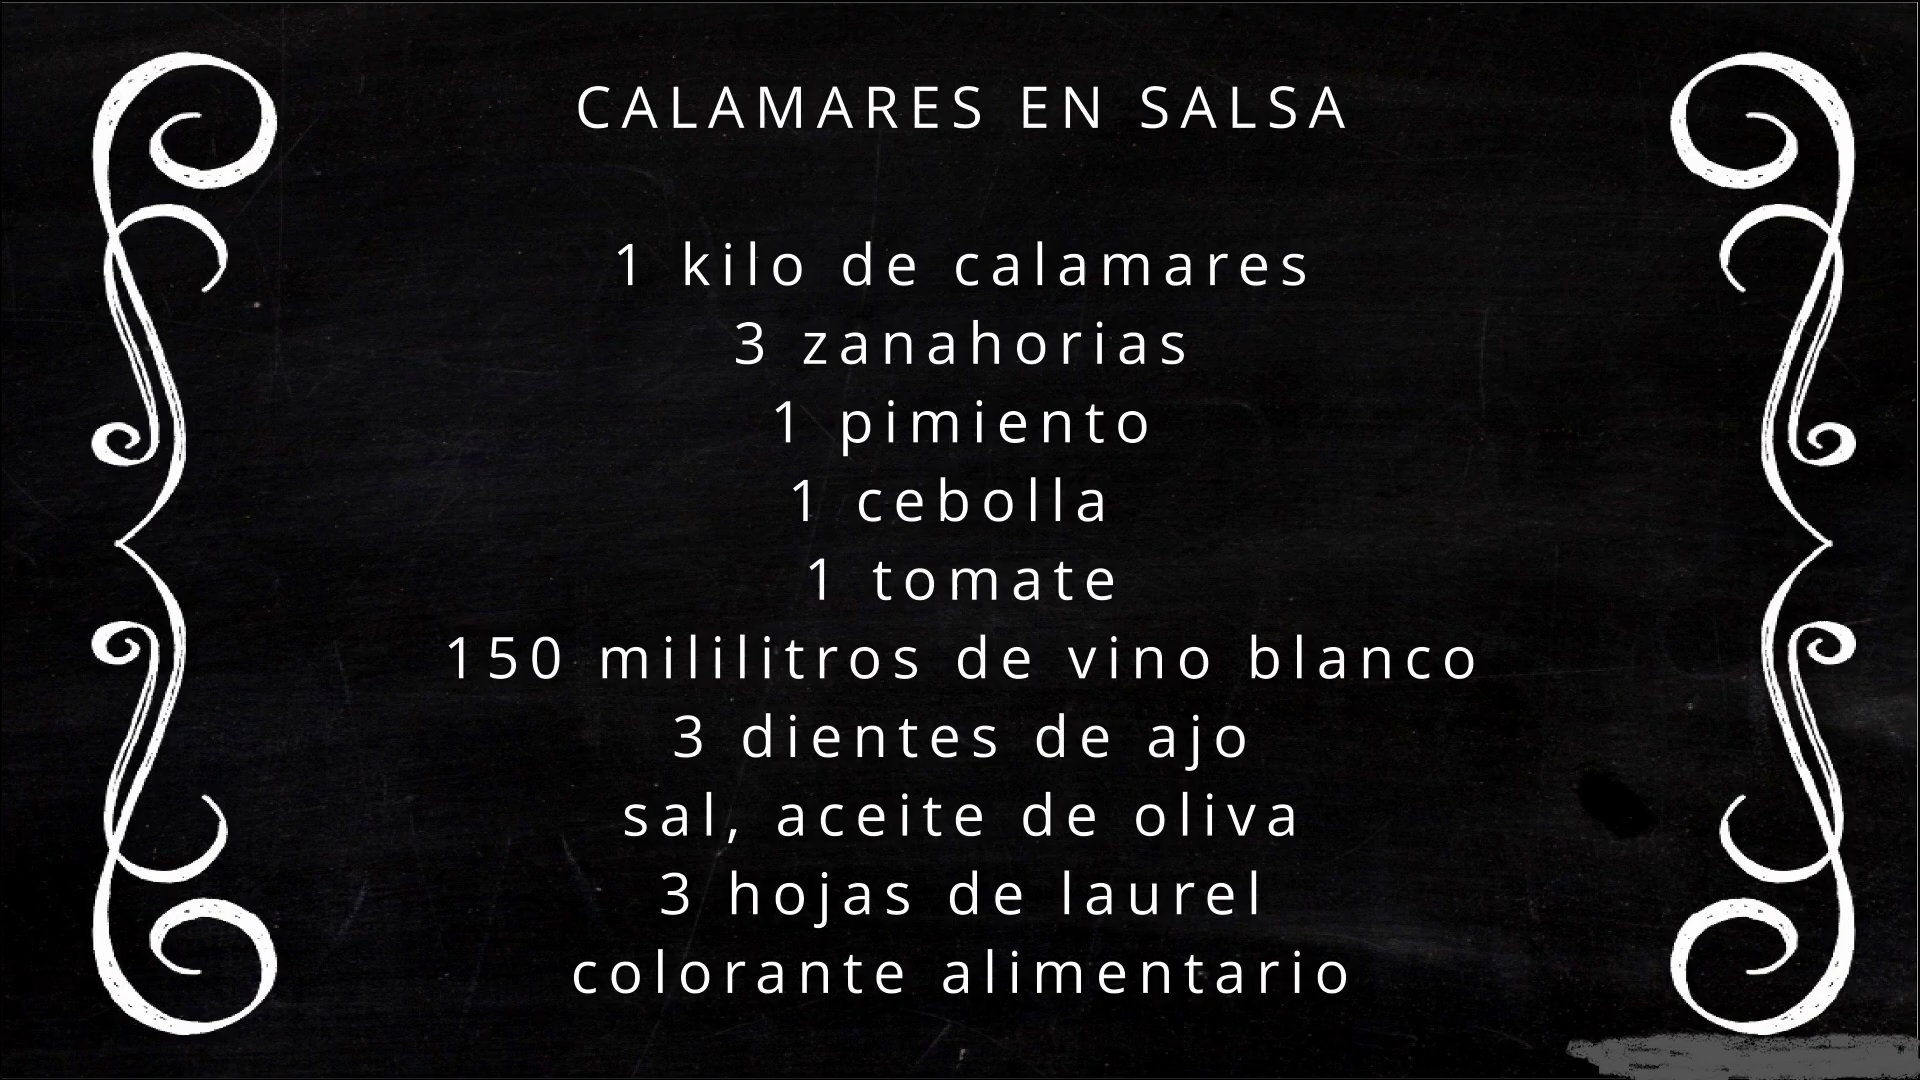 CALAMARES EN SALSA
1 kilo de calamares
3 zanahorias
1 pimiento
1 cebolla
1 tomate
150 mililitros de vino blanco
3 dientes de ajo
sal, aceite de oliva
3 hojas de laurel
colorante alimentario